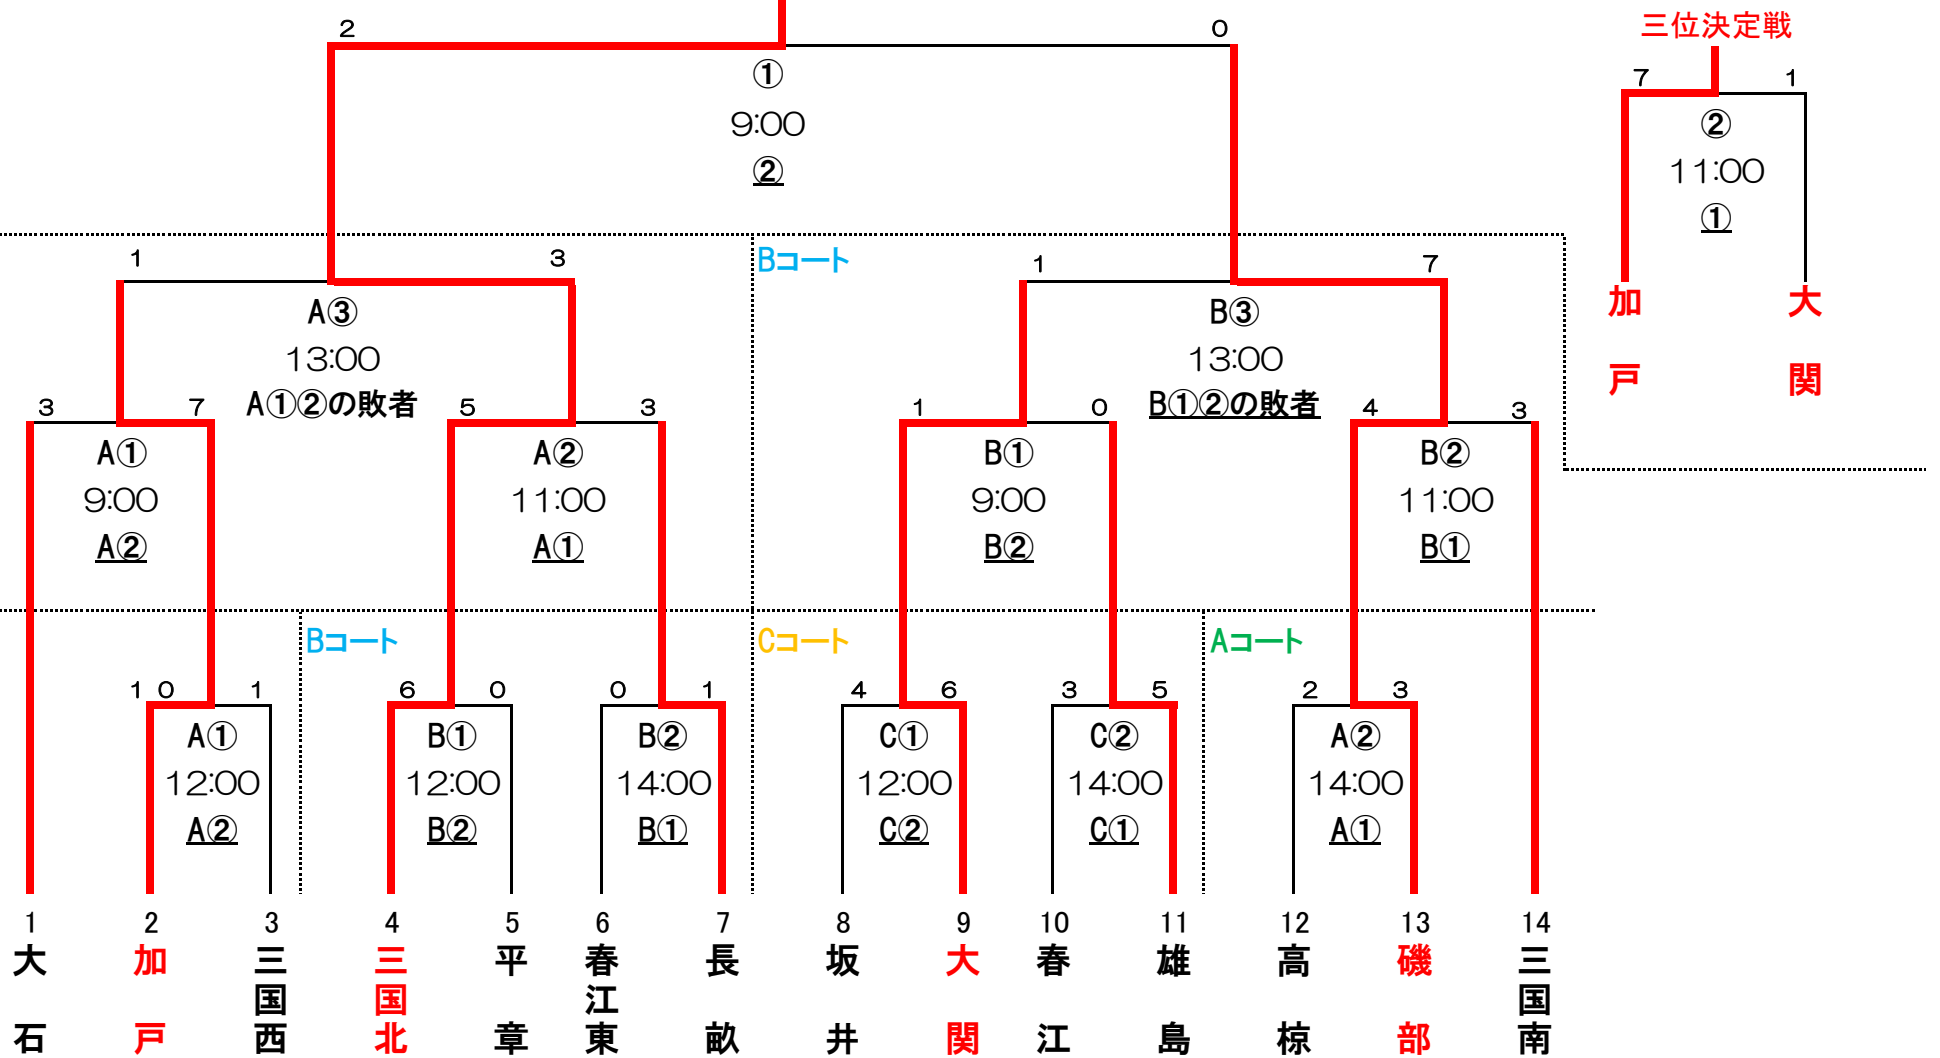 三位決定戦
2 0
①
9:00
②
7 1
②
11:00
①
加戸 大関
1 3
A③
13:00
A①②の敗者
Bコート
1 7
B③
13:00
B①②の敗者
3 7
A①
9:00
A②
5 3
A②
11:00
A①
1 0
B①
9:00
B②
4 3
B②
11:00
B①
10 1
A①
12:00
A②
Bコート
6 0
B①
12:00
B②
0 1
B②
14:00
B①
Cコート
4 6
C①
12:00
C②
3 5
C②
14:00
C①
Aコート
2 3
A②
14:00
A①
1 2 3 4 5 6 7 8 9 10 11 12 13 14
大石 加戸 三国西 三国北 平章 春江東 長畝 坂井 大関 春江 雄島 高椋 磯部 三国南